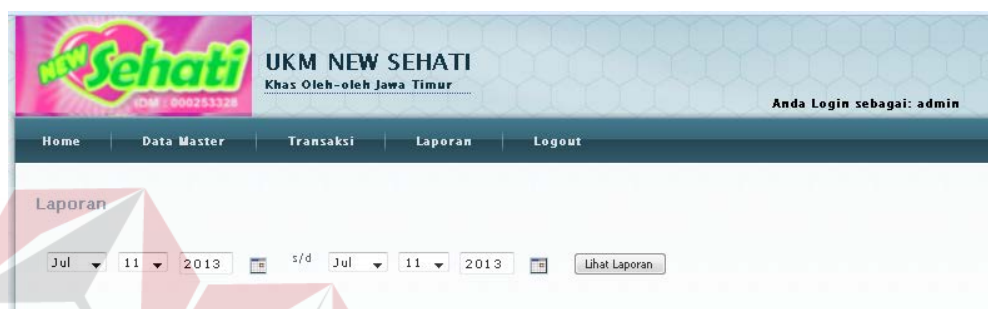 NEW Sehati
IDM : 000253326
UKM NEW SEHATI
Khas Oleh-oleh Jawa Timur
Anda Login sebagai: admin
Home Data Master Transaksi Laporan Logout
Laporan
Jul 11 2013 s/d Jul 11 2013 Lihat Laporan